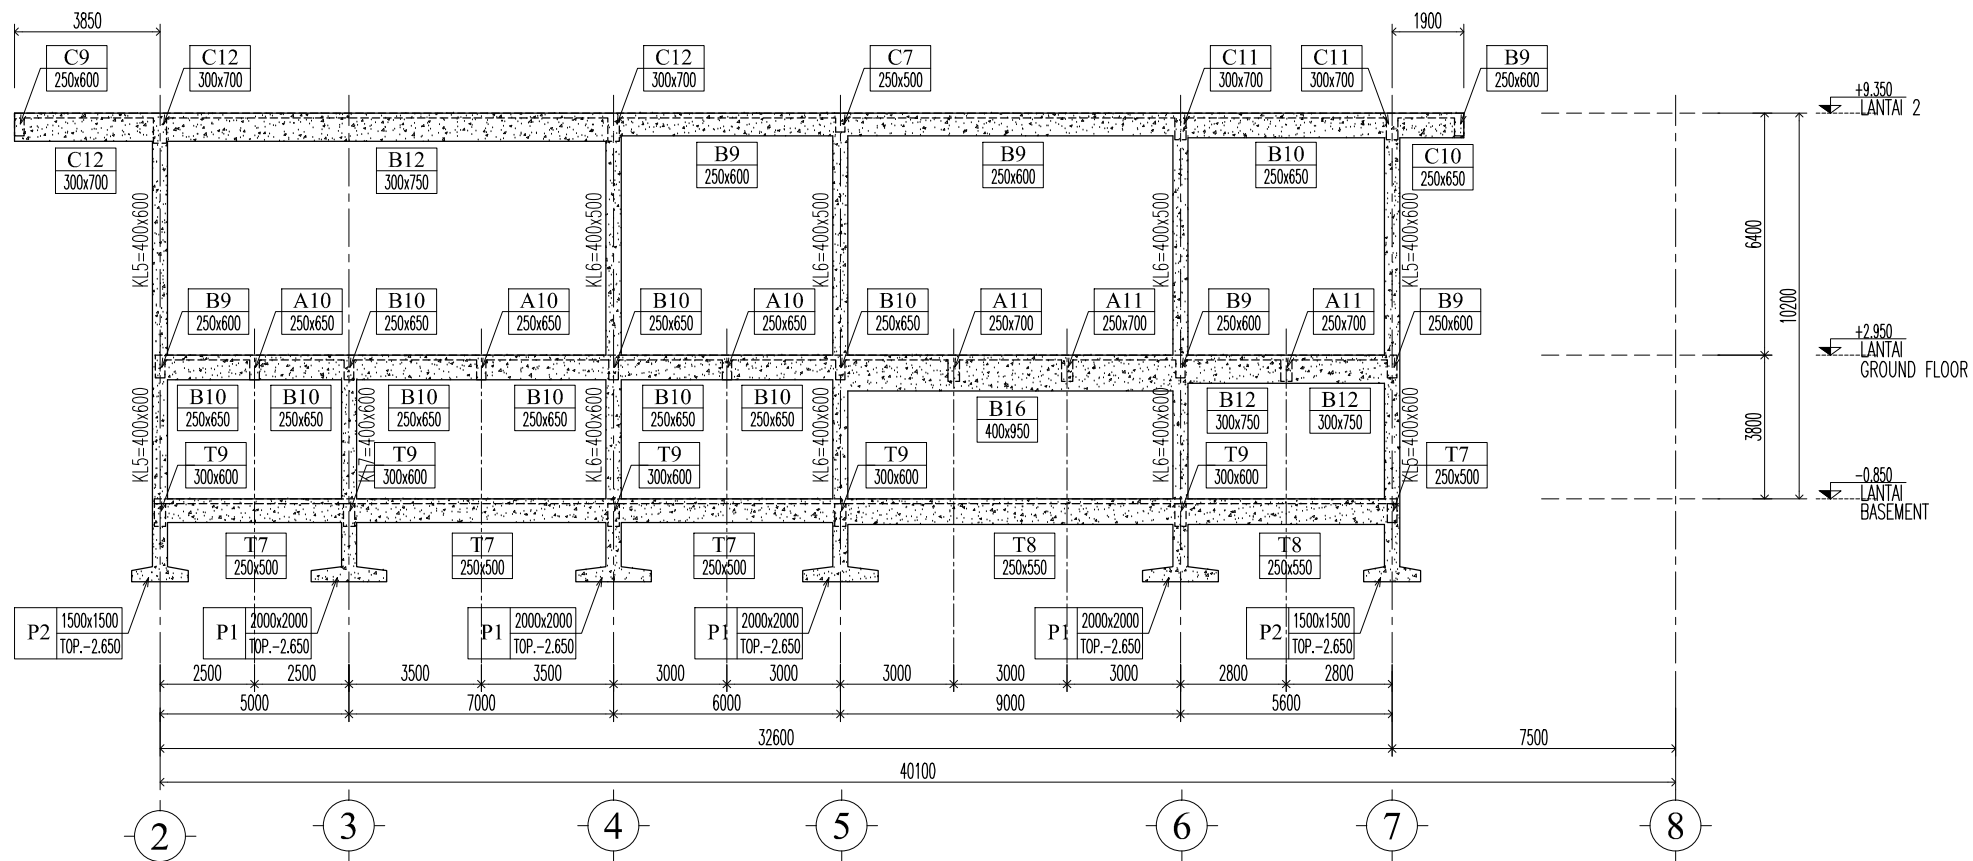 3850
1900
C9
250x600
C12
300x700
C12
300x700
C7
250x500
C11
300x700
C11
300x700
B9
250x600
+9.350
LANTAI 2
C12
300x700
B12
300x750
B9
250x600
B9
250x600
B10
250x650
C10
250x650
KL5=400x600
KL6=400x500
KL6=400x500
KL6=400x500
KL5=400x600
6400
10200
B9
250x600
A10
250x650
B10
250x650
A10
250x650
B10
250x650
A10
250x650
B10
250x650
A11
250x700
A11
250x700
B9
250x600
A11
250x700
B9
250x600
+2.950
LANTAI
GROUND FLOOR
B10
250x650
B10
250x650
B10
250x650
B10
250x650
B10
250x650
B10
250x650
B16
400x950
B12
300x750
B12
300x750
KL5=400x600
KL7=400x600
KL6=400x600
KL6=400x600
KL6=400x600
KL5=400x600
3800
T9
300x600
T9
300x600
T9
300x600
T9
300x600
T9
300x600
T7
250x500
-0.850
LANTAI
BASEMENT
T7
250x500
T7
250x500
T7
250x500
T8
250x550
T8
250x550
P2
1500x1500
TOP.-2.650
P1
2000x2000
TOP.-2.650
P1
2000x2000
TOP.-2.650
P1
2000x2000
TOP.-2.650
P1
2000x2000
TOP.-2.650
P2
1500x1500
TOP.-2.650
2500 2500 3500 3500 3000 3000 3000 3000 3000 2800 2800
5000 7000 6000 9000 5600
32600 7500
40100
2 3 4 5 6 7 8